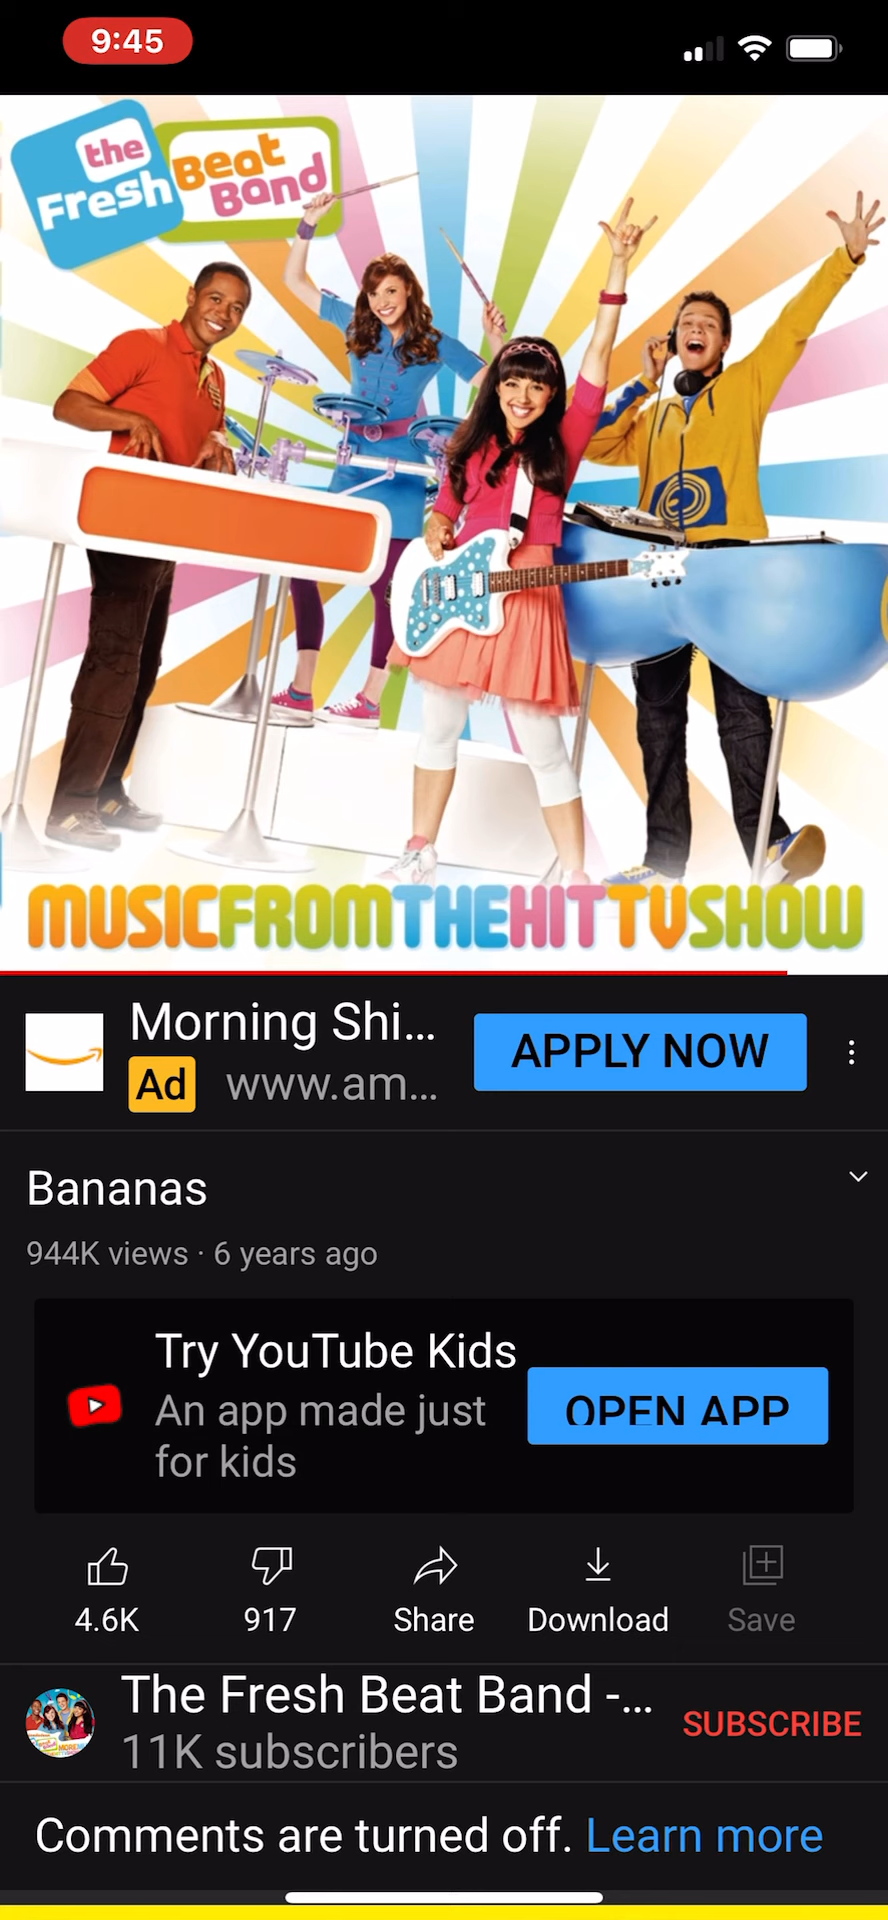 9:45
the
Fresh
Beat
Band
MUSICFROMTHEHITTVSHOW
Morning Shi...
APPLY NOW
Ad www.am...
Bananas
944K views · 6 years ago
Try YouTube Kids
An app made just
for kids
OPEN APP
4.6K
917
Share
Download
Save
The Fresh Beat Band -...
11K subscribers
SUBSCRIBE
Comments are turned off. Learn more